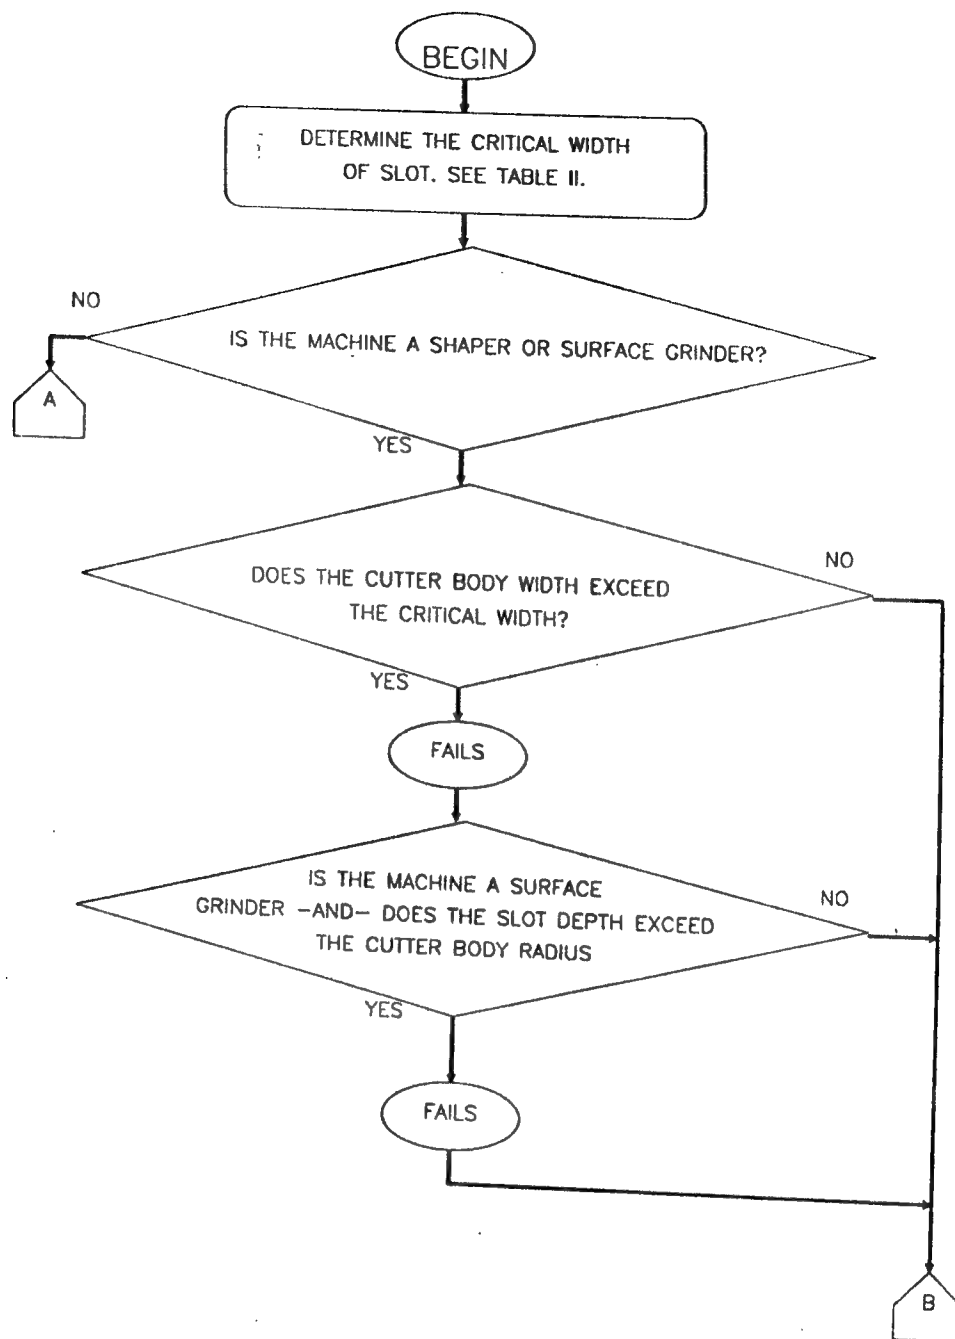 BEGIN
DETERMINE THE CRITICAL WIDTH
OF SLOT. SEE TABLE II.
NO
IS THE MACHINE A SHAPER OR SURFACE GRINDER?
A
YES
NO
DOES THE CUTTER BODY WIDTH EXCEED
THE CRITICAL WIDTH?
YES
FAILS
IS THE MACHINE A SURFACE
GRINDER -AND- DOES THE SLOT DEPTH EXCEED
THE CUTTER BODY RADIUS
NO
YES
FAILS
B